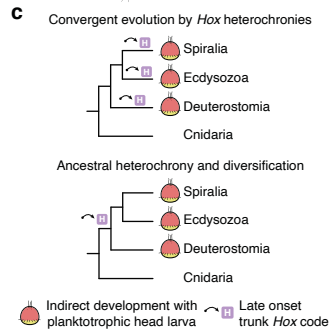 c
Convergent evolution by Hox heterochronies
H
Spiralia
H
Ecdysozoa
H
Deuterostomia
Cnidaria
Ancestral heterochrony and diversification
Spiralia
H
Ecdysozoa
Deuterostomia
Cnidaria
Indirect development with
planktotrophic head larva
H
Late onset
trunk Hox code